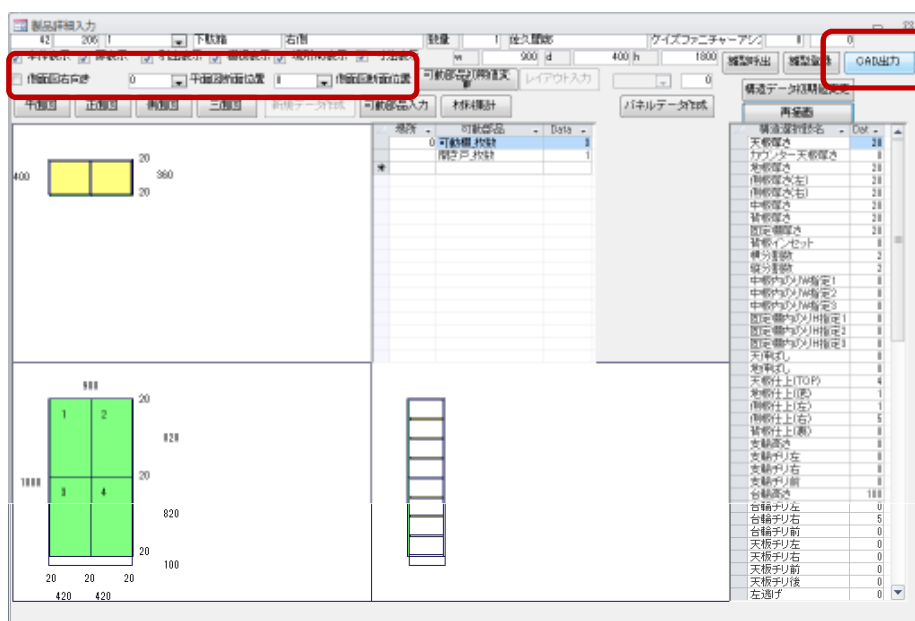 製品詳細入力
42 206 1 下駄箱 右側 数量 1 佐久間邸 ケイズファニチャーアシン 0 0
w 900 d 400 h 1800 雛型呼出 雛型登録 CAD出力
側面図右向き 0 平面図断面位置 0 側面図断面位置 可動部品初期値変更 レイアウト入力 0
構造データ初期値変更
平面図 正面図 側面図 三面図 新規データ作成 可動部品入力 材料集計 パネルデータ作成 再描画
場所 可動部品 Data
0 可動棚_枚数 8
開き戸_枚数 1
*
20
400 360
20
900
20
1 2
820
20
1800
3 4
820
20
100
20 20 20
420 420
構造選択肢名 Dat
天板厚さ 20
カウンター天板厚さ 0
地板厚さ 20
側板厚さ(左) 20
側板厚さ(右) 20
中板厚さ 20
背板厚さ 20
固定棚厚さ 20
背板インセット 0
横分割数 2
縦分割数 2
中板内のりW指定1 0
中板内のりW指定2 0
中板内のりW指定3 0
固定棚内のりH指定1 0
固定棚内のりH指定2 0
固定棚内のりH指定3 0
天伸ばし 0
地伸ばし 0
天板仕上(TOP) 4
地板仕上(底) 1
側板仕上(左) 1
側板仕上(右) 5
背板仕上(裏) 0
支輪高さ 0
支輪チリ左 0
支輪チリ右 0
支輪チリ前 0
台輪高さ 100
台輪チリ左 0
台輪チリ右 5
台輪チリ前 0
天板チリ左 0
天板チリ右 0
天板チリ前 0
天板チリ後 0
左逃げ 0